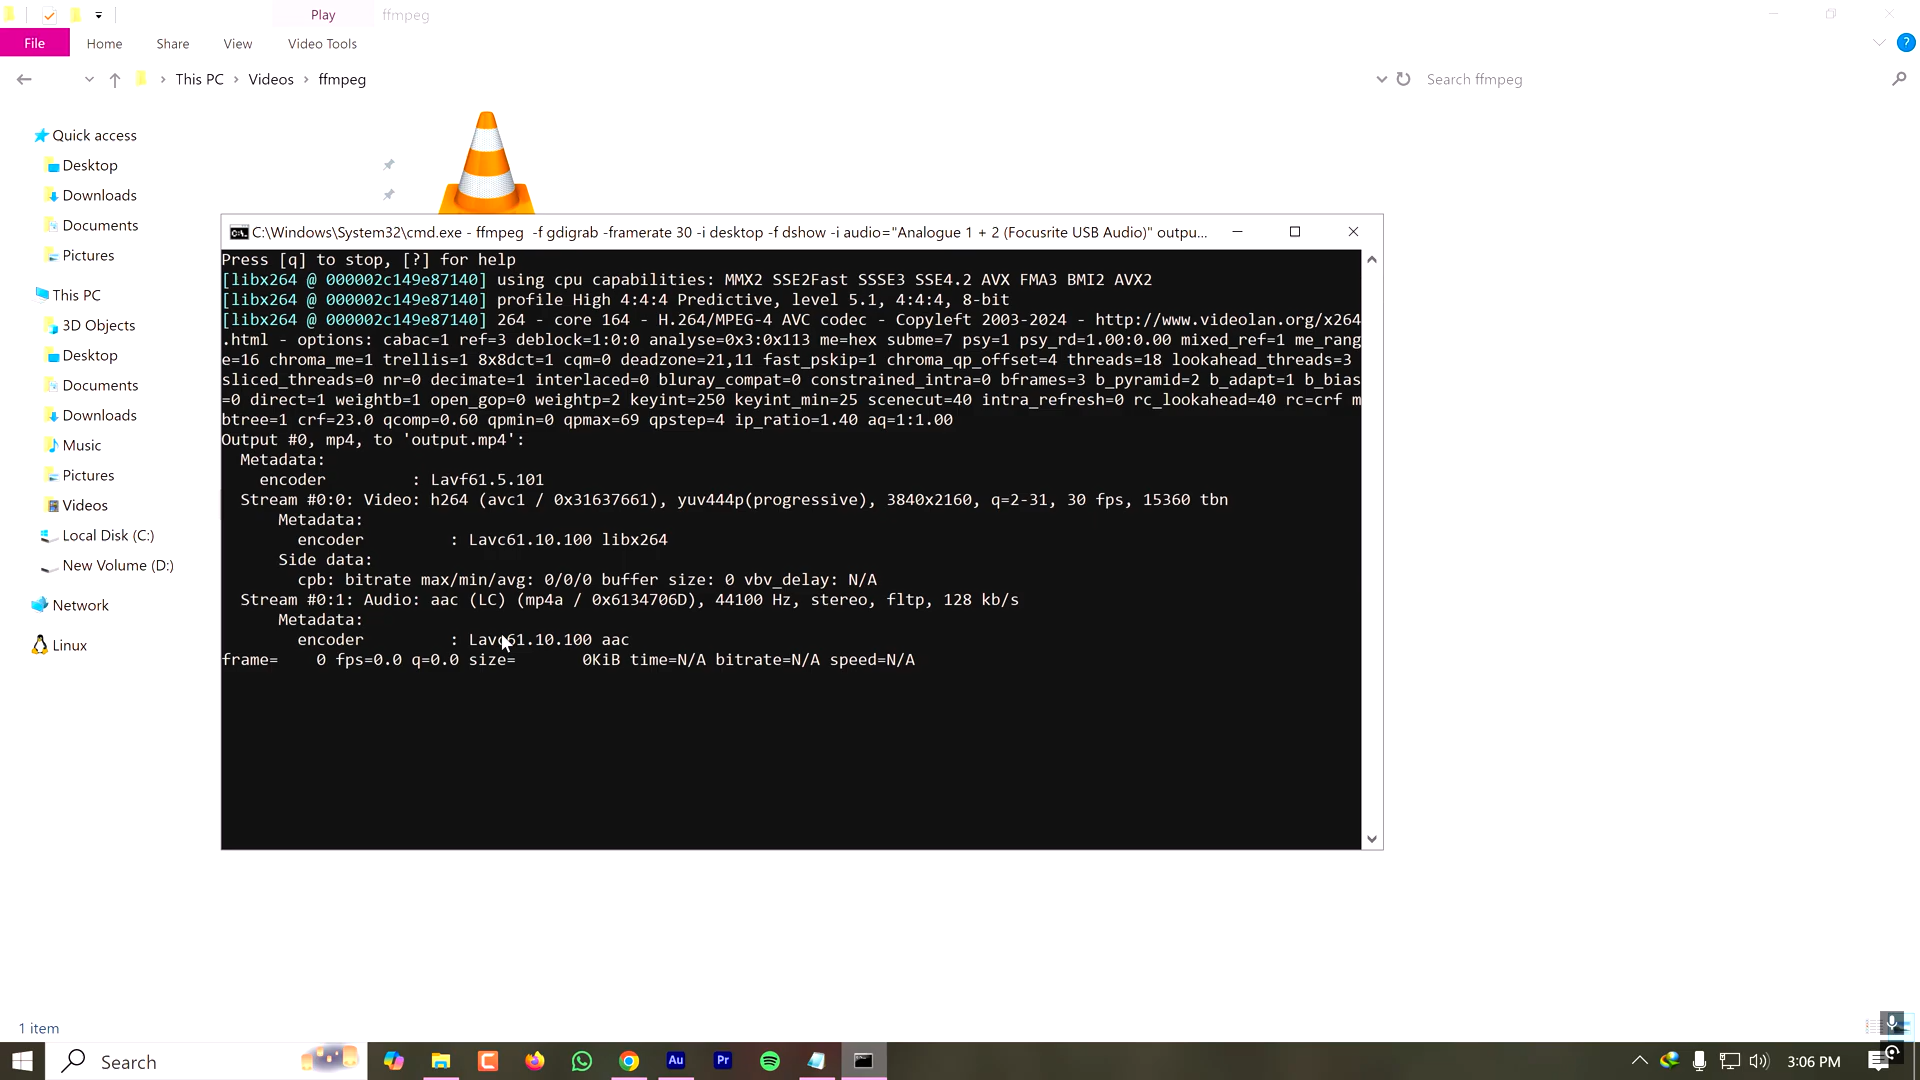 Play
ffmpeg
File
Home
Share
View
Video Tools
?
This PC
Videos
ffmpeg
Search ffmpeg
Quick access
Desktop
Downloads
Documents
Pictures
This PC
3D Objects
Desktop
Documents
Downloads
Music
Pictures
Videos
Local Disk (C:)
New Volume (D:)
Network
Linux
C:\Windows\System32\cmd.exe - ffmpeg -f gdigrab -framerate 30 -i desktop -f dshow -i audio="Analogue 1 + 2 (Focusrite USB Audio)" outpu...
Press [q] to stop, [?] for help
[libx264 @ 000002c149e87140] using cpu capabilities: MMX2 SSE2Fast SSSE3 SSE4.2 AVX FMA3 BMI2 AVX2
[libx264 @ 000002c149e87140] profile High 4:4:4 Predictive, level 5.1, 4:4:4, 8-bit
[libx264 @ 000002c149e87140] 264 - core 164 - H.264/MPEG-4 AVC codec - Copyleft 2003-2024 - http://www.videolan.org/x264
.html - options: cabac=1 ref=3 deblock=1:0:0 analyse=0x3:0x113 me=hex subme=7 psy=1 psy_rd=1.00:0.00 mixed_ref=1 me_rang
e=16 chroma_me=1 trellis=1 8x8dct=1 cqm=0 deadzone=21,11 fast_pskip=1 chroma_qp_offset=4 threads=18 lookahead_threads=3
sliced_threads=0 nr=0 decimate=1 interlaced=0 bluray_compat=0 constrained_intra=0 bframes=3 b_pyramid=2 b_adapt=1 b_bias
=0 direct=1 weightb=1 open_gop=0 weightp=2 keyint=250 keyint_min=25 scenecut=40 intra_refresh=0 rc_lookahead=40 rc=crf m
btree=1 crf=23.0 qcomp=0.60 qpmin=0 qpmax=69 qpstep=4 ip_ratio=1.40 aq=1:1.00
Output #0, mp4, to 'output.mp4':
Metadata:
encoder : Lavf61.5.101
Stream #0:0: Video: h264 (avc1 / 0x31637661), yuv444p(progressive), 3840x2160, q=2-31, 30 fps, 15360 tbn
Metadata:
encoder : Lavc61.10.100 libx264
Side data:
cpb: bitrate max/min/avg: 0/0/0 buffer size: 0 vbv_delay: N/A
Stream #0:1: Audio: aac (LC) (mp4a / 0x6134706D), 44100 Hz, stereo, fltp, 128 kb/s
Metadata:
encoder : Lavc61.10.100 aac
frame= 0 fps=0.0 q=0.0 size= 0KiB time=N/A bitrate=N/A speed=N/A
1 item
Search
Au
Pr
3:06 PM